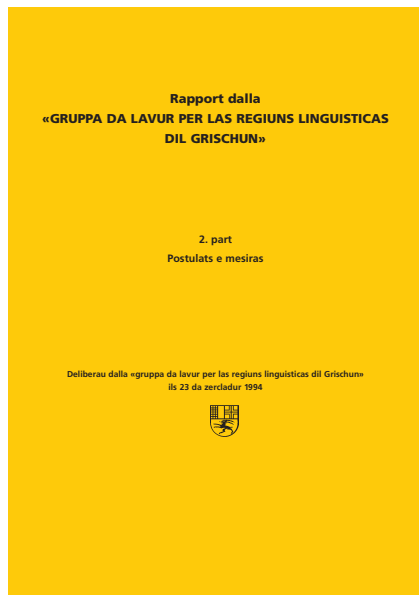 Rapport dalla
«GRUPPA DA LAVUR PER LAS REGIUNS LINGUISTICAS
DIL GRISCHUN»
2. part
Postulats e mesiras
Deliberau dalla «gruppa da lavur per las regiuns linguisticas dil Grischun»
ils 23 da zercladur 1994